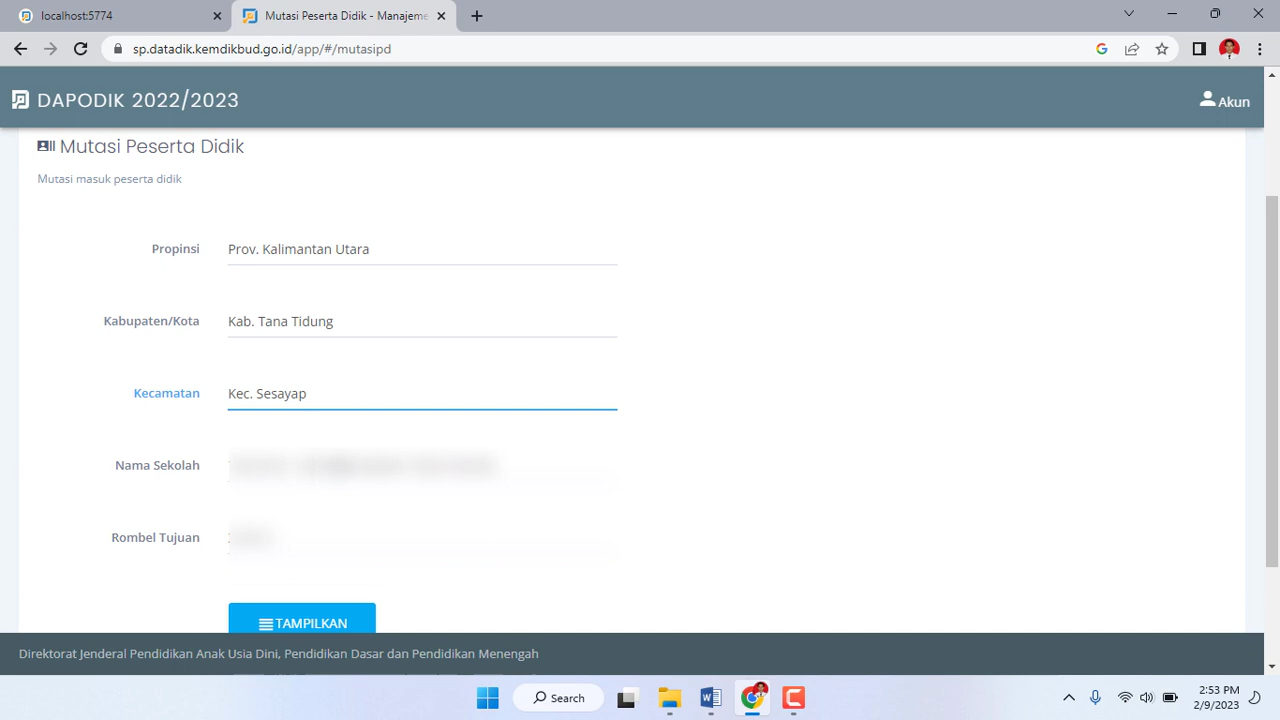 localhost:5774
Mutasi Peserta Didik - Manajeme
sp.datadik.kemdikbud.go.id/app/#/mutasipd
DAPODIK 2022/2023
Akun
Mutasi Peserta Didik
Mutasi masuk peserta didik
Propinsi Prov. Kalimantan Utara
Kabupaten/Kota Kab. Tana Tidung
Kecamatan Kec. Sesayap
Nama Sekolah
Rombel Tujuan
TAMPILKAN
Direktorat Jenderal Pendidikan Anak Usia Dini, Pendidikan Dasar dan Pendidikan Menengah
Search
2:53 PM
2/9/2023